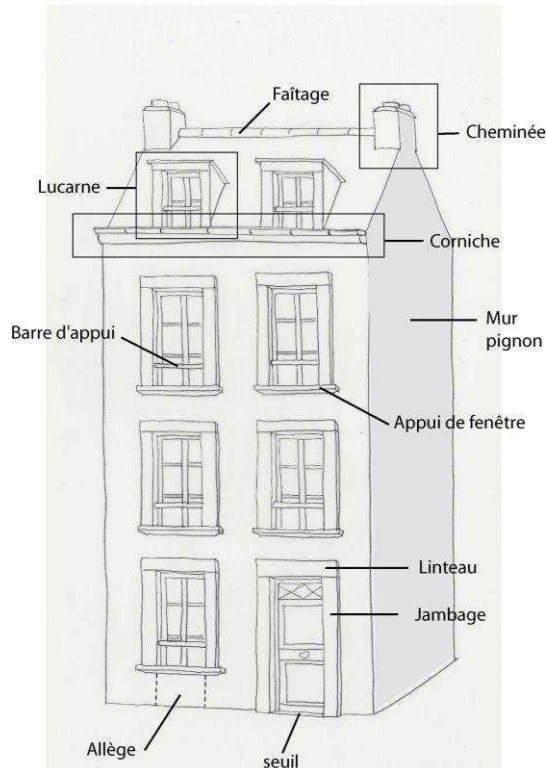 Faîtage
Cheminée
Lucarne
Corniche
Mur
pignon
Barre d'appui
Appui de fenêtre
Linteau
Jambage
Allège
seuil